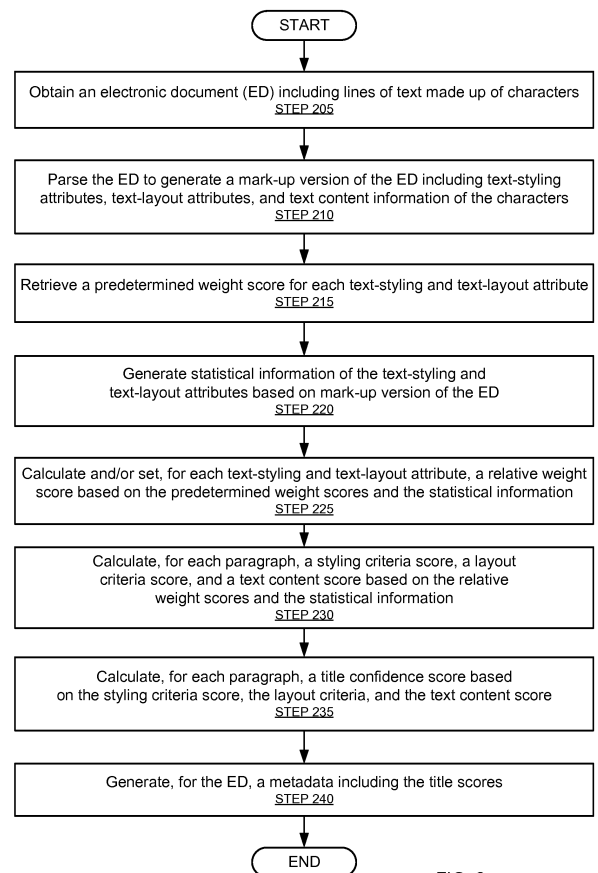 START
Obtain an electronic document (ED) including lines of text made up of characters
STEP 205
Parse the ED to generate a mark-up version of the ED including text-styling
attributes, text-layout attributes, and text content information of the characters
STEP 210
Retrieve a predetermined weight score for each text-styling and text-layout attribute
STEP 215
Generate statistical information of the text-styling and
text-layout attributes based on mark-up version of the ED
STEP 220
Calculate and/or set, for each text-styling and text-layout attribute, a relative weight
score based on the predetermined weight scores and the statistical information
STEP 225
Calculate, for each paragraph, a styling criteria score, a layout
criteria score, and a text content score based on the relative
weight scores and the statistical information
STEP 230
Calculate, for each paragraph, a title confidence score based
on the styling criteria score, the layout criteria, and the text content score
STEP 235
Generate, for the ED, a metadata including the title scores
STEP 240
END